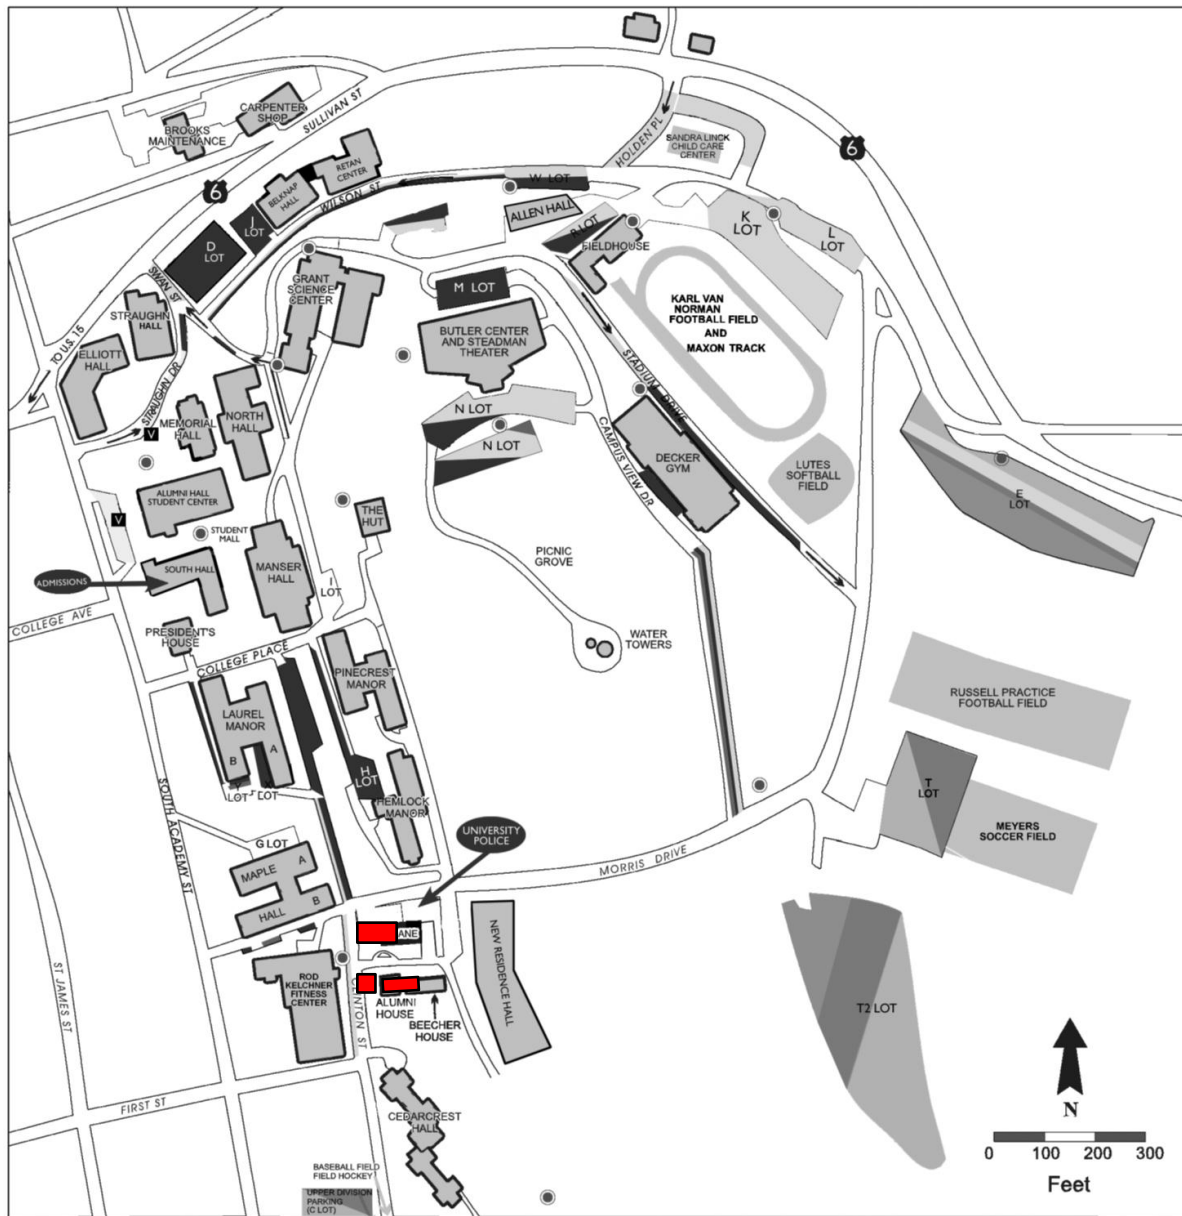 CARPENTER
SHOP
BROOKS
MAINTENANCE
SULLIVAN ST
6
RETAN
CENTER
BELKNAP
HALL
WILSON ST
J
LOT
D
LOT
SWAN ST
HOLDEN PL
SANDRA LINCK
CHILD CARE
CENTER
6
W LOT
ALLEN HALL
R LOT
FIELDHOUSE
K
LOT
L
LOT
GRANT
SCIENCE
CENTER
M LOT
BUTLER CENTER
AND STEADMAN
THEATER
KARL VAN
NORMAN
FOOTBALL FIELD
AND
MAXON TRACK
STADIUM DRIVE
TO U.S. 15
STRAUGHN
HALL
ELLIOTT
HALL
STRAUGHN DR
V
MEMORIAL
HALL
NORTH
HALL
N LOT
N LOT
CAMPUS VIEW DR
DECKER
GYM
LUTES
SOFTBALL
FIELD
E
LOT
ALUMNI HALL
STUDENT CENTER
V
STUDENT
MALL
THE
HUT
MANSER
HALL
I
LOT
SOUTH HALL
ADMISSIONS
PICNIC
GROVE
WATER
TOWERS
COLLEGE AVE
PRESIDENT'S
HOUSE
COLLEGE PLACE
PINECREST
MANOR
LAUREL
MANOR
B
A
LOT
LOT
H
LOT
HEMLOCK
MANOR
RUSSELL PRACTICE
FOOTBALL FIELD
T
LOT
MEYERS
SOCCER FIELD
SOUTH ACADEMY ST
UNIVERSITY
POLICE
G LOT
MAPLE
A
HALL
B
MORRIS DRIVE
ANE
NEW RESIDENCE HALL
ROD
KELCHNER
FITNESS
CENTER
CLINTON ST
ALUMNI
HOUSE
BEECHER
HOUSE
ST JAMES ST
T2 LOT
FIRST ST
CEDARCREST
HALL
BASEBALL FIELD
FIELD HOCKEY
UPPER DIVISION
PARKING
(C LOT)
N
0 100 200 300
Feet